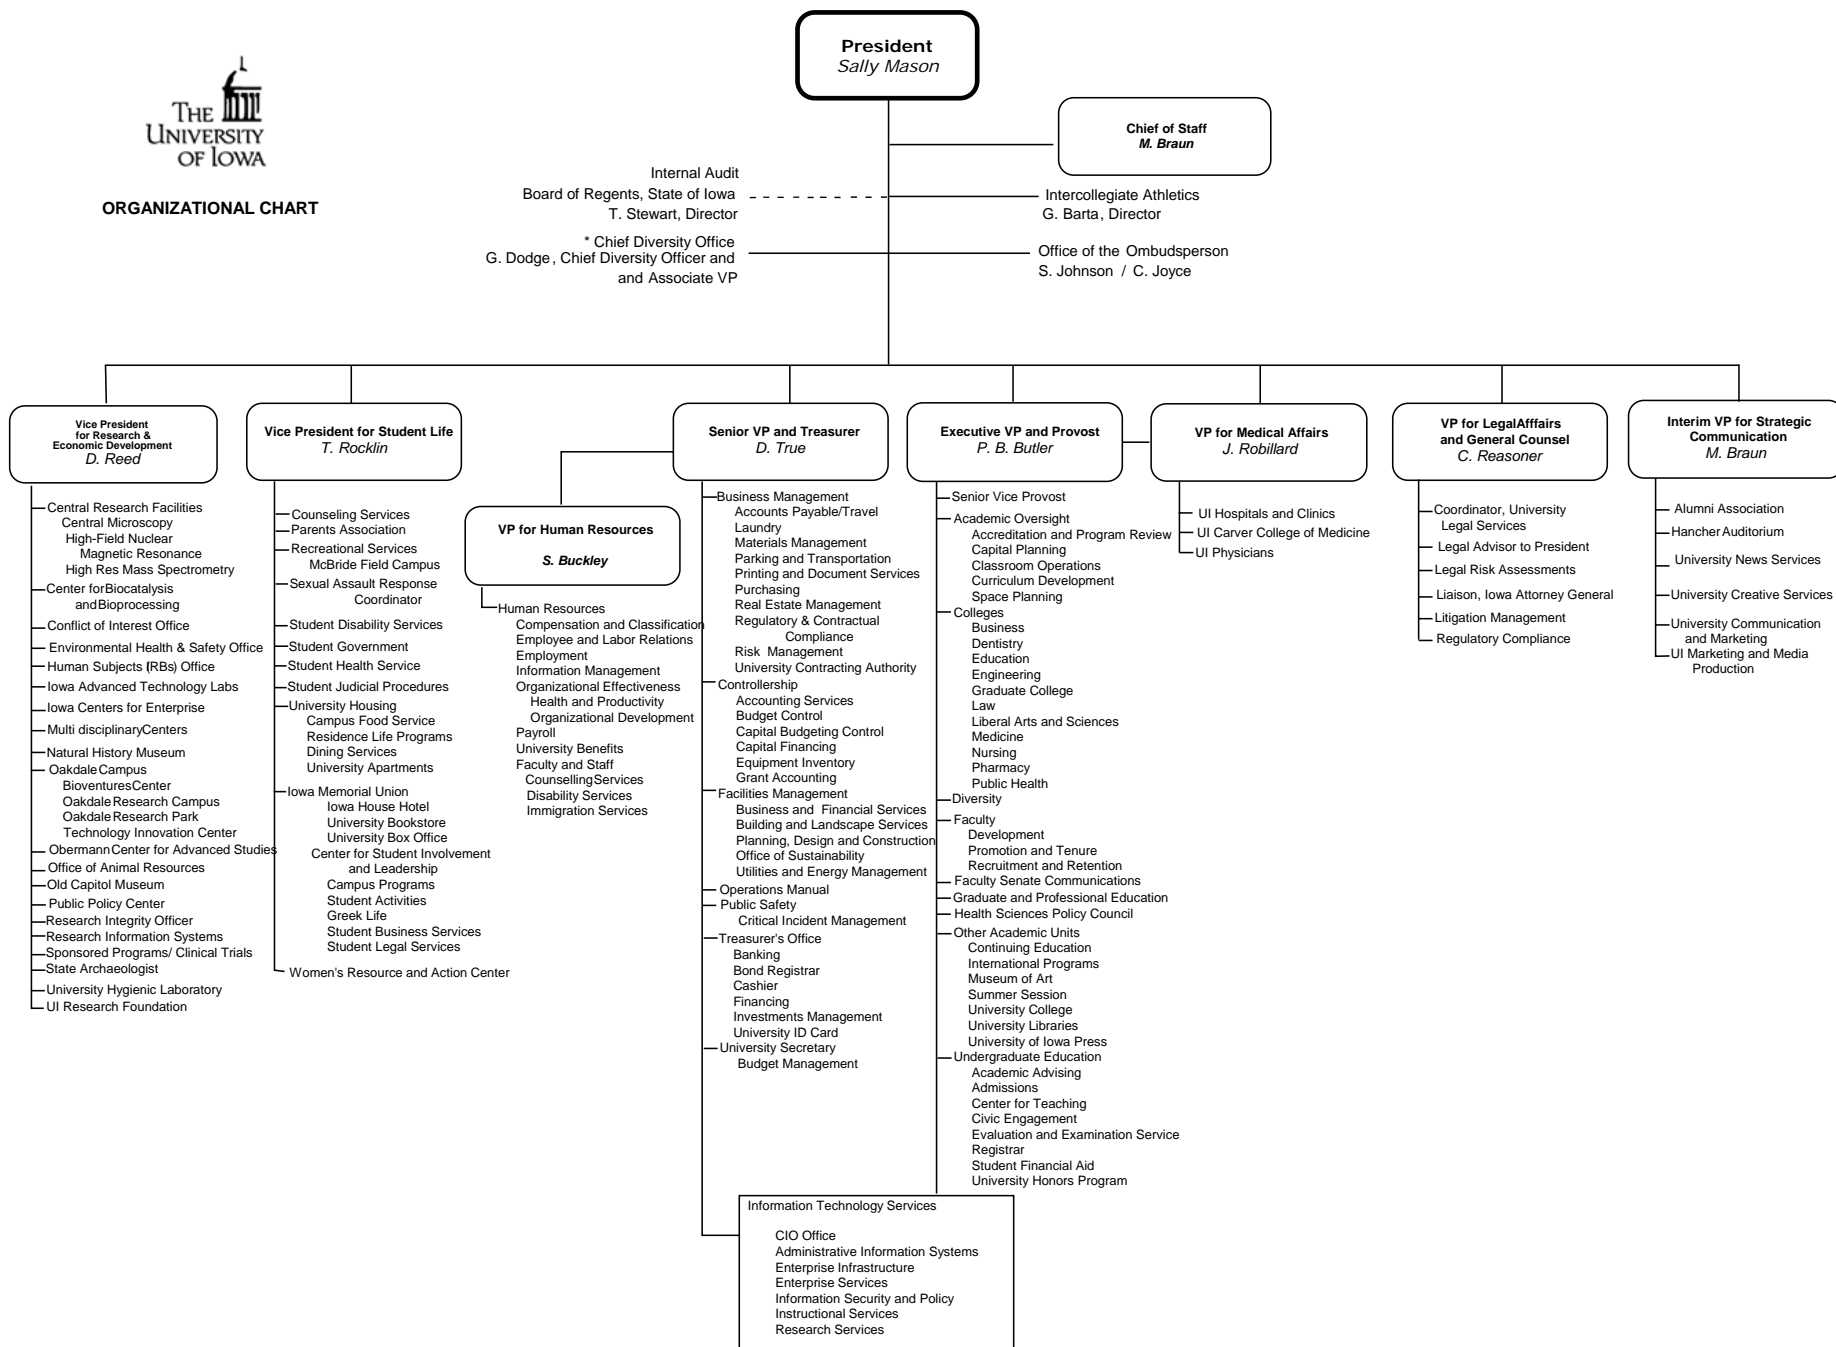 President
Sally Mason
THE
UNIVERSITY
OF IOWA
ORGANIZATIONAL CHART
Chief of Staff
M. Braun
Internal Audit
Board of Regents, State of Iowa
T. Stewart, Director
Intercollegiate Athletics
G. Barta, Director
* Chief Diversity Office
G. Dodge, Chief Diversity Officer and
and Associate VP
Office of the Ombudsperson
S. Johnson / C. Joyce
Vice President
for Research &
Economic Development
D. Reed
Central Research Facilities
Central Microscopy
High-Field Nuclear
Magnetic Resonance
High Res Mass Spectrometry
Center for Biocatalysis
and Bioprocessing
Conflict of Interest Office
Environmental Health & Safety Office
Human Subjects (RBs) Office
Iowa Advanced Technology Labs
Iowa Centers for Enterprise
Multi disciplinary Centers
Natural History Museum
Oakdale Campus
Bioventures Center
Oakdale Research Campus
Oakdale Research Park
Technology Innovation Center
Obermann Center for Advanced Studies
Office of Animal Resources
Old Capitol Museum
Public Policy Center
Research Integrity Officer
Research Information Systems
Sponsored Programs/ Clinical Trials
State Archaeologist
University Hygienic Laboratory
UI Research Foundation
Vice President for Student Life
T. Rocklin
Counseling Services
Parents Association
Recreational Services
McBride Field Campus
Sexual Assault Response
Coordinator
Student Disability Services
Student Government
Student Health Service
Student Judicial Procedures
University Housing
Campus Food Service
Residence Life Programs
Dining Services
University Apartments
Iowa Memorial Union
Iowa House Hotel
University Bookstore
University Box Office
Center for Student Involvement
and Leadership
Campus Programs
Student Activities
Greek Life
Student Business Services
Student Legal Services
Women's Resource and Action Center
VP for Human Resources
S. Buckley
Human Resources
Compensation and Classification
Employee and Labor Relations
Employment
Information Management
Organizational Effectiveness
Health and Productivity
Organizational Development
Payroll
University Benefits
Faculty and Staff
Counselling Services
Disability Services
Immigration Services
Senior VP and Treasurer
D. True
Business Management
Accounts Payable/Travel
Laundry
Materials Management
Parking and Transportation
Printing and Document Services
Purchasing
Real Estate Management
Regulatory & Contractual
Compliance
Risk Management
University Contracting Authority
Controllership
Accounting Services
Budget Control
Capital Budgeting Control
Capital Financing
Equipment Inventory
Grant Accounting
Facilities Management
Business and Financial Services
Building and Landscape Services
Planning, Design and Construction
Office of Sustainability
Utilities and Energy Management
Operations Manual
Public Safety
Critical Incident Management
Treasurer's Office
Banking
Bond Registrar
Cashier
Financing
Investments Management
University ID Card
University Secretary
Budget Management
Executive VP and Provost
P. B. Butler
Senior Vice Provost
Academic Oversight
Accreditation and Program Review
Capital Planning
Classroom Operations
Curriculum Development
Space Planning
Colleges
Business
Dentistry
Education
Engineering
Graduate College
Law
Liberal Arts and Sciences
Medicine
Nursing
Pharmacy
Public Health
Diversity
Faculty
Development
Promotion and Tenure
Recruitment and Retention
Faculty Senate Communications
Graduate and Professional Education
Health Sciences Policy Council
Other Academic Units
Continuing Education
International Programs
Museum of Art
Summer Session
University College
University Libraries
University of Iowa Press
Undergraduate Education
Academic Advising
Admissions
Center for Teaching
Civic Engagement
Evaluation and Examination Service
Registrar
Student Financial Aid
University Honors Program
Information Technology Services
CIO Office
Administrative Information Systems
Enterprise Infrastructure
Enterprise Services
Information Security and Policy
Instructional Services
Research Services
VP for Medical Affairs
J. Robillard
UI Hospitals and Clinics
UI Carver College of Medicine
UI Physicians
VP for LegalAfffairs
and General Counsel
C. Reasoner
Coordinator, University
Legal Services
Legal Advisor to President
Legal Risk Assessments
Liaison, Iowa Attorney General
Litigation Management
Regulatory Compliance
Interim VP for Strategic
Communication
M. Braun
Alumni Association
Hancher Auditorium
University News Services
University Creative Services
University Communication
and Marketing
UI Marketing and Media
Production